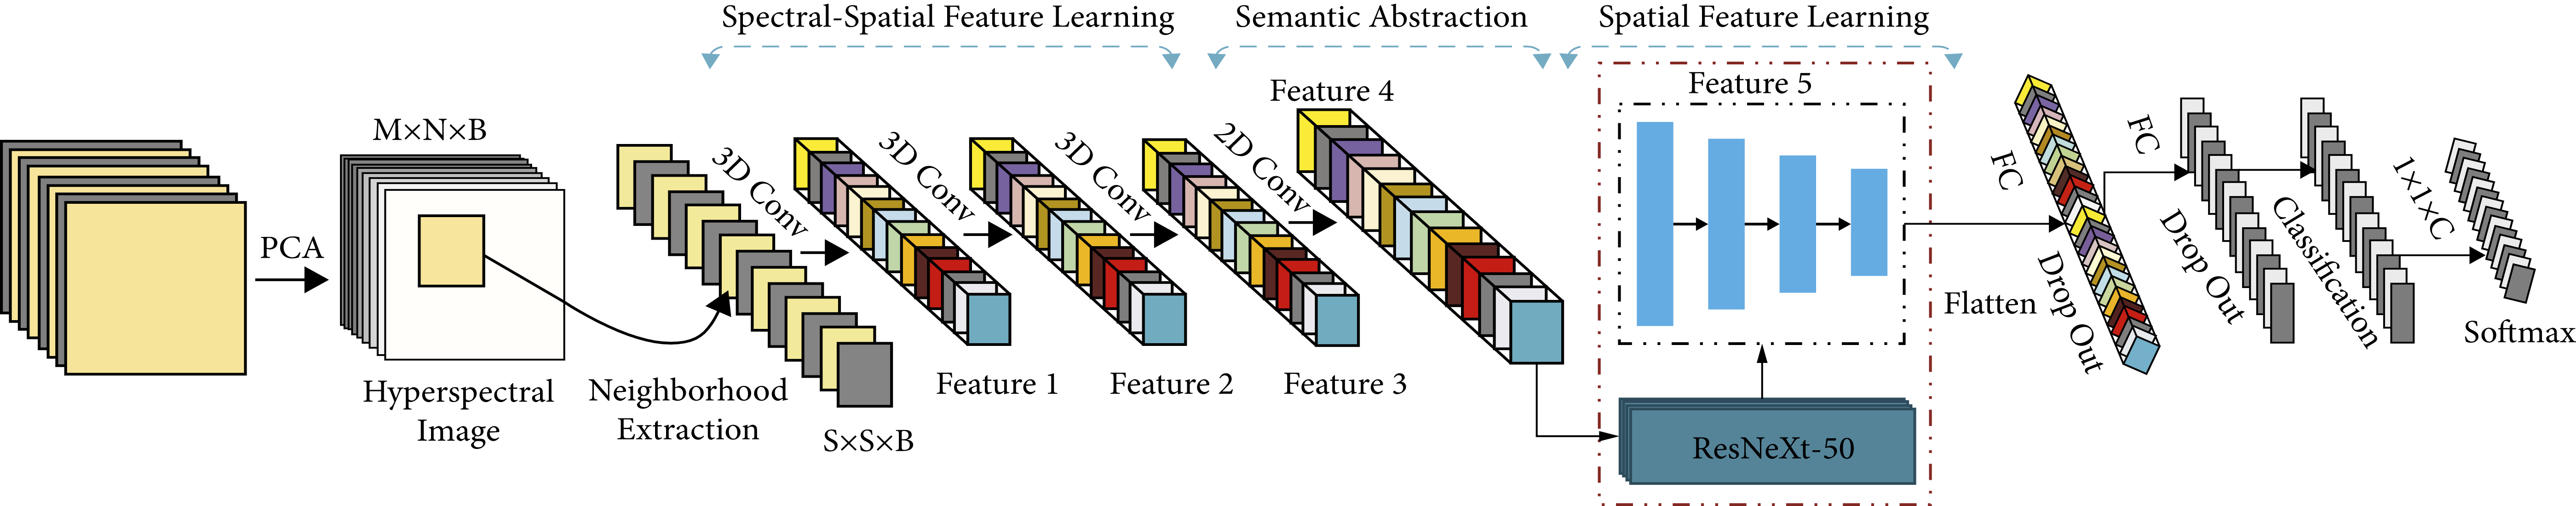 Spectral-Spatial Feature Learning
Semantic Abstraction
Spatial Feature Learning
PCA
M×N×B
Hyperspectral
Image
Neighborhood
Extraction
S×S×B
3D Conv
Feature 1
3D Conv
Feature 2
3D Conv
Feature 3
2D Conv
Feature 4
Feature 5
ResNeXt-50
Flatten
FC
Drop Out
FC
Drop Out
Classification
1×1×C
Softmax